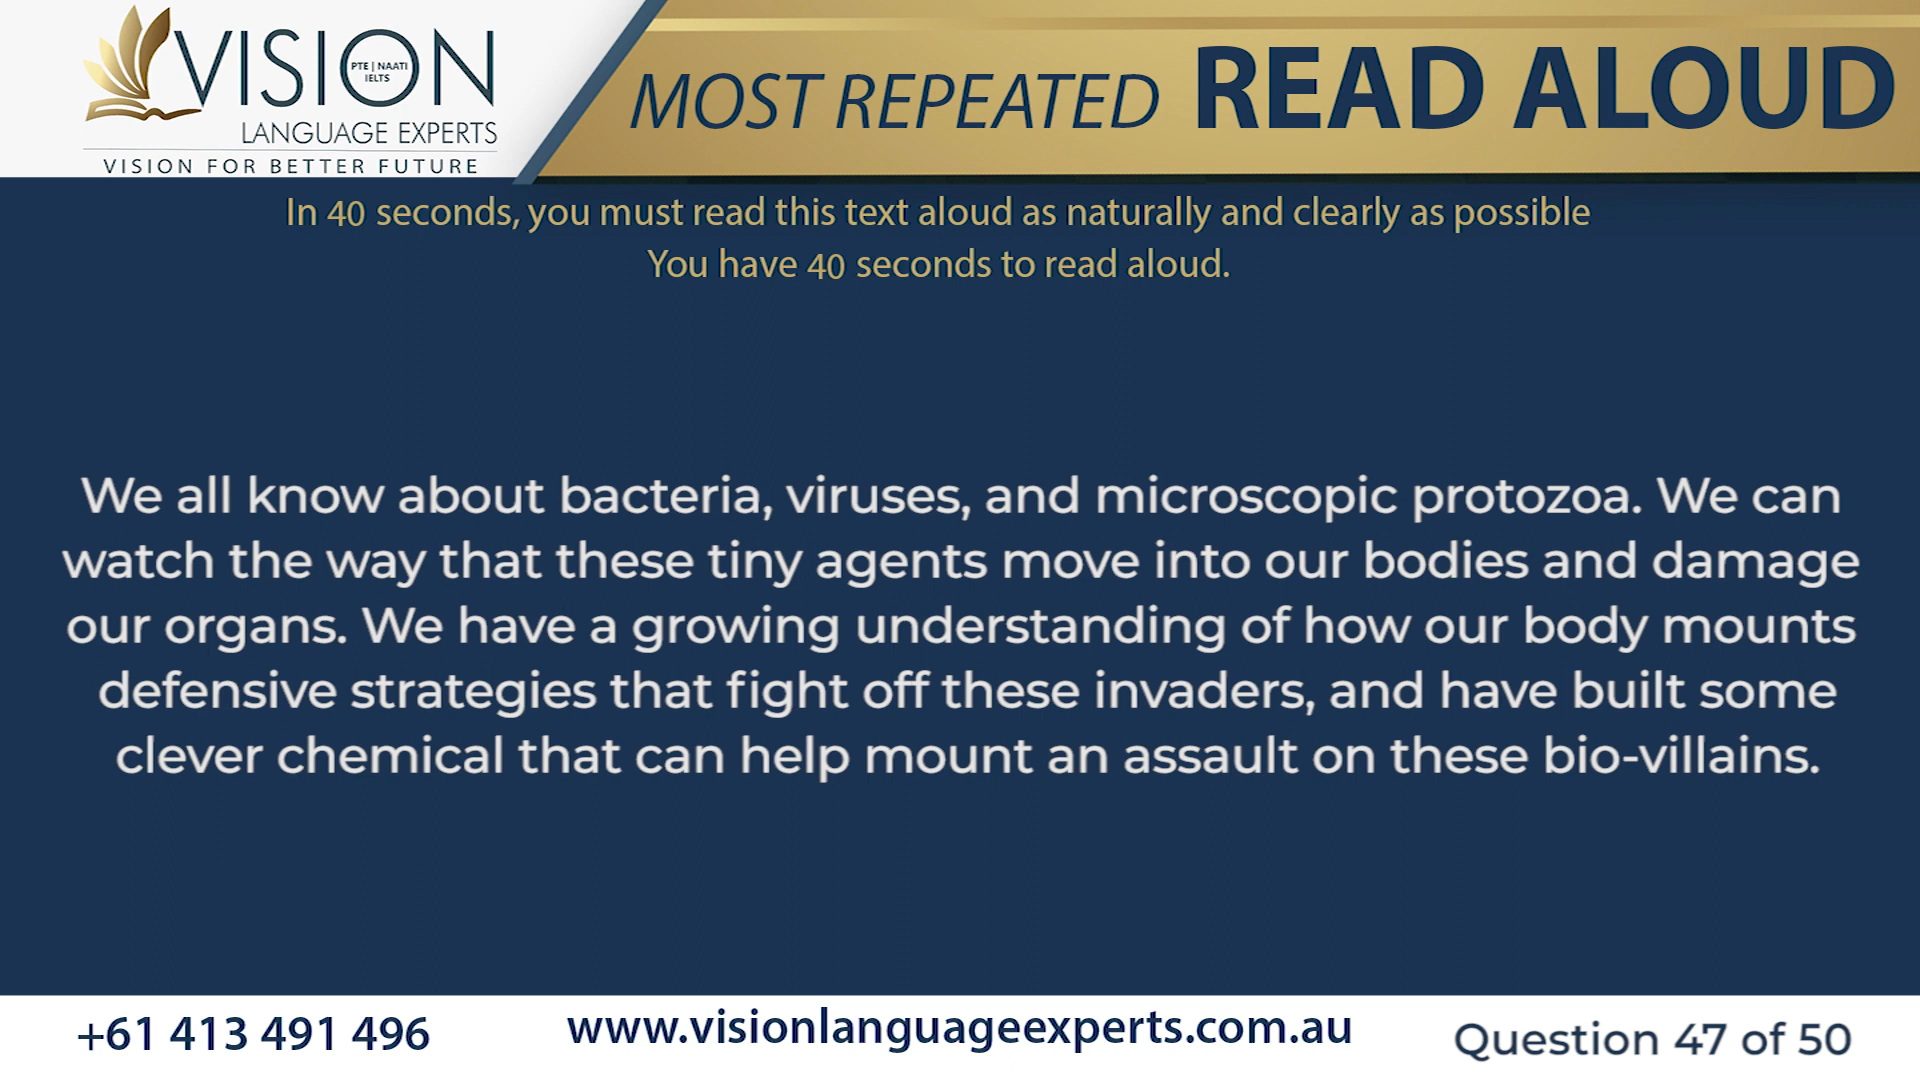 VISION
PTE | NAATI
IELTS
LANGUAGE EXPERTS
VISION FOR BETTER FUTURE
MOST REPEATED READ ALOUD
In 40 seconds, you must read this text aloud as naturally and clearly as possible
You have 40 seconds to read aloud.
We all know about bacteria, viruses, and microscopic protozoa. We can
watch the way that these tiny agents move into our bodies and damage
our organs. We have a growing understanding of how our body mounts
defensive strategies that fight off these invaders, and have built some
clever chemical that can help mount an assault on these bio-villains.
+61 413 491 496
www.visionlanguageexperts.com.au
Question 47 of 50